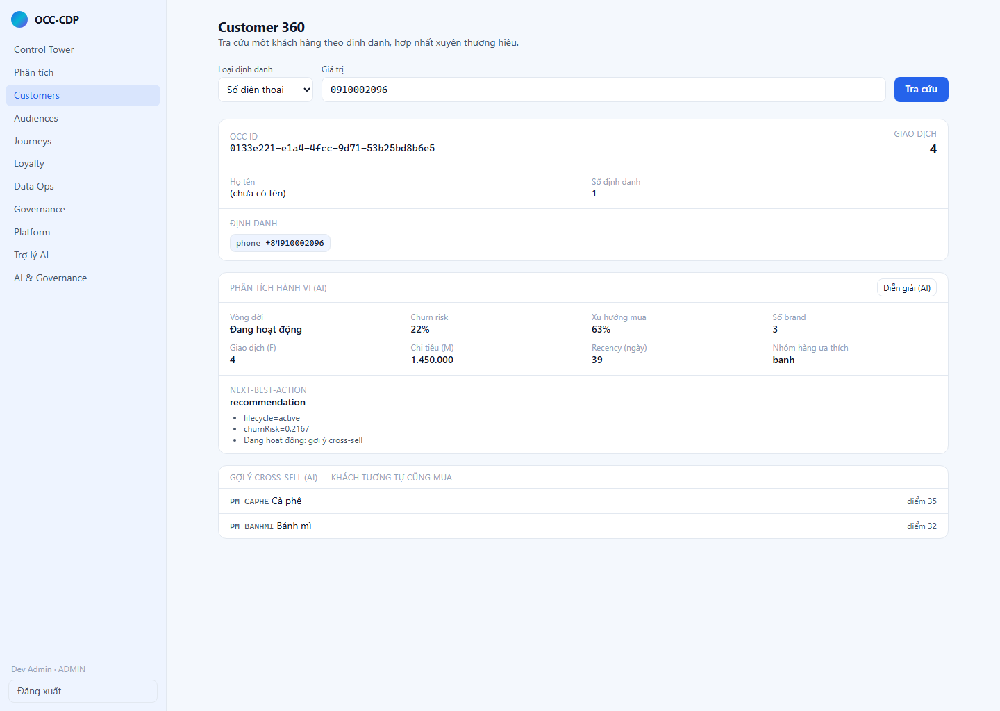 OCC-CDP
Control Tower
Phân tích
Customers
Audiences
Journeys
Loyalty
Data Ops
Governance
Platform
Trợ lý AI
AI & Governance
Dev Admin · ADMIN
Đăng xuất
Customer 360
Tra cứu một khách hàng theo định danh, hợp nhất xuyên thương hiệu.
Loại định danh
Giá trị
Số điện thoại
0910002096
Tra cứu
OCC ID
GIAO DỊCH
0133e221-e1a4-4fcc-9d71-53b25bd8b6e5
4
Họ tên
Số định danh
(chưa có tên)
1
ĐỊNH DANH
phone +84910002096
PHÂN TÍCH HÀNH VI (AI)
Diễn giải (AI)
Vòng đời
Churn risk
Xu hướng mua
Số brand
Đang hoạt động
22%
63%
3
Giao dịch (F)
Chi tiêu (M)
Recency (ngày)
Nhóm hàng ưa thích
4
1.450.000
39
banh
NEXT-BEST-ACTION
recommendation
• lifecycle=active
• churnRisk=0.2167
• Đang hoạt động: gợi ý cross-sell
GỢI Ý CROSS-SELL (AI) — KHÁCH TƯƠNG TỰ CŨNG MUA
PM-CAPHE Cà phê
điểm 35
PM-BANHMI Bánh mì
điểm 32